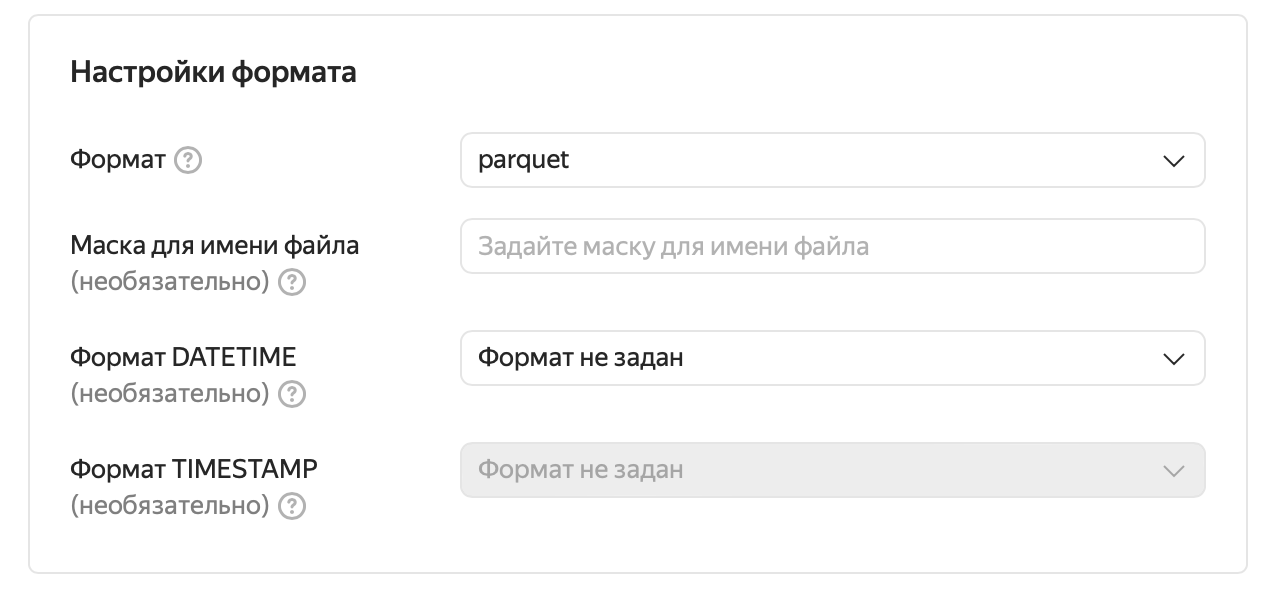 Настройки формата
Формат ?
parquet
Маска для имени файла
(необязательно) ?
Задайте маску для имени файла
Формат DATETIME
(необязательно) ?
Формат не задан
Формат TIMESTAMP
(необязательно) ?
Формат не задан